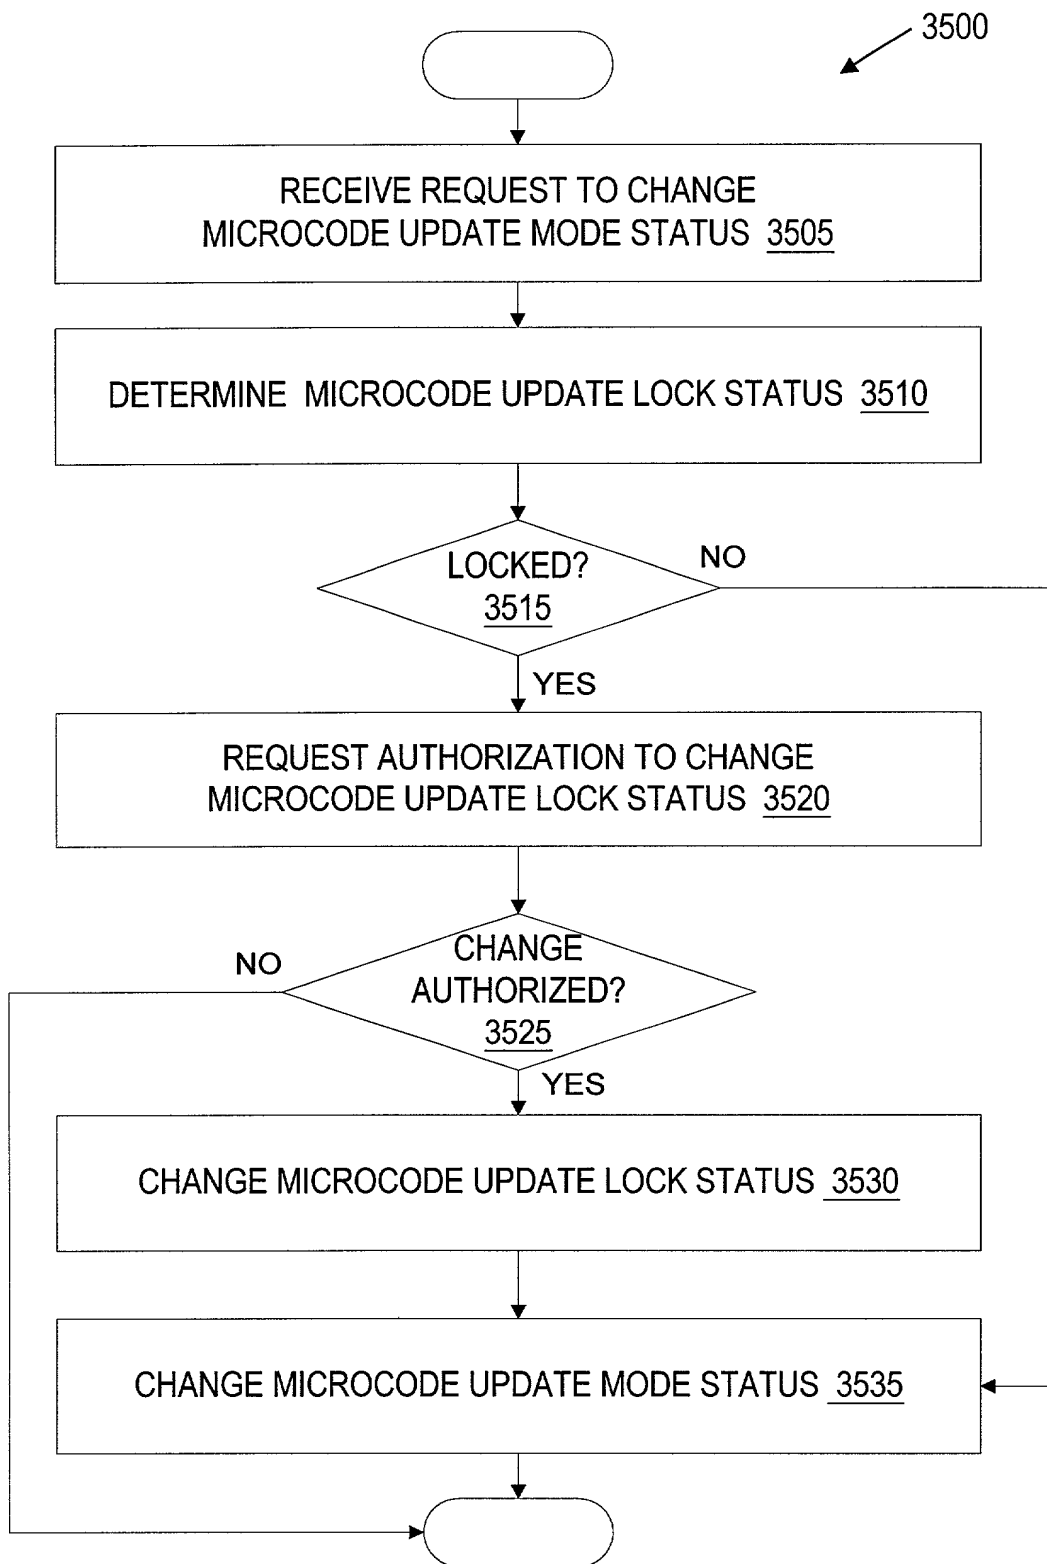 3500
RECEIVE REQUEST TO CHANGE
MICROCODE UPDATE MODE STATUS 3505
DETERMINE MICROCODE UPDATE LOCK STATUS 3510
LOCKED?
3515
NO
YES
REQUEST AUTHORIZATION TO CHANGE
MICROCODE UPDATE LOCK STATUS 3520
NO
CHANGE
AUTHORIZED?
3525
YES
CHANGE MICROCODE UPDATE LOCK STATUS 3530
CHANGE MICROCODE UPDATE MODE STATUS 3535